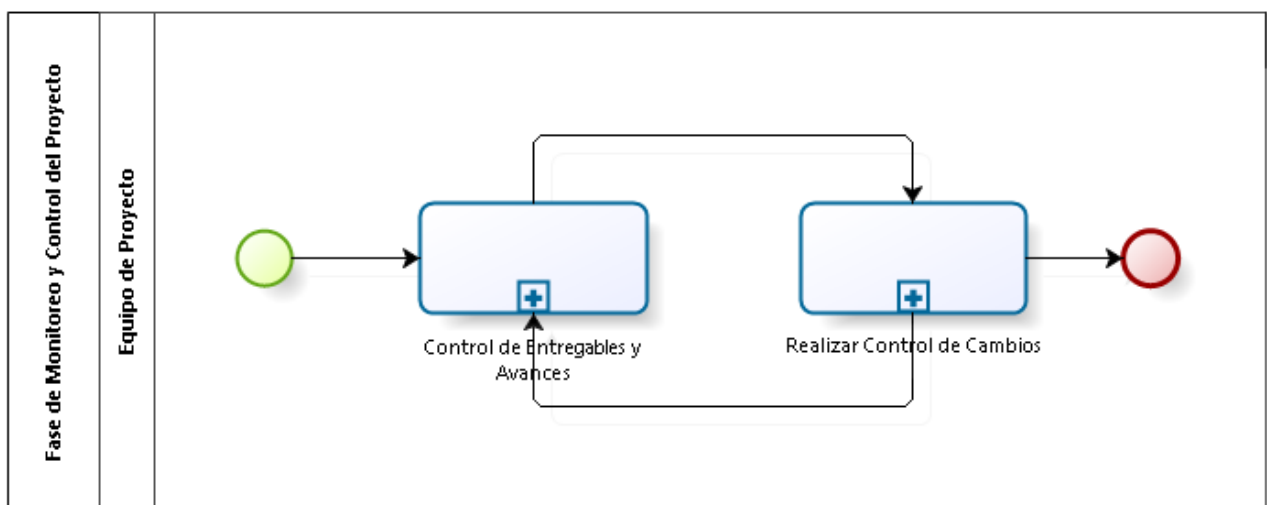 Fase de Monitoreo y Control del Proyecto
Equipo de Proyecto
Control de Entregables y
Avances
Realizar Control de Cambios